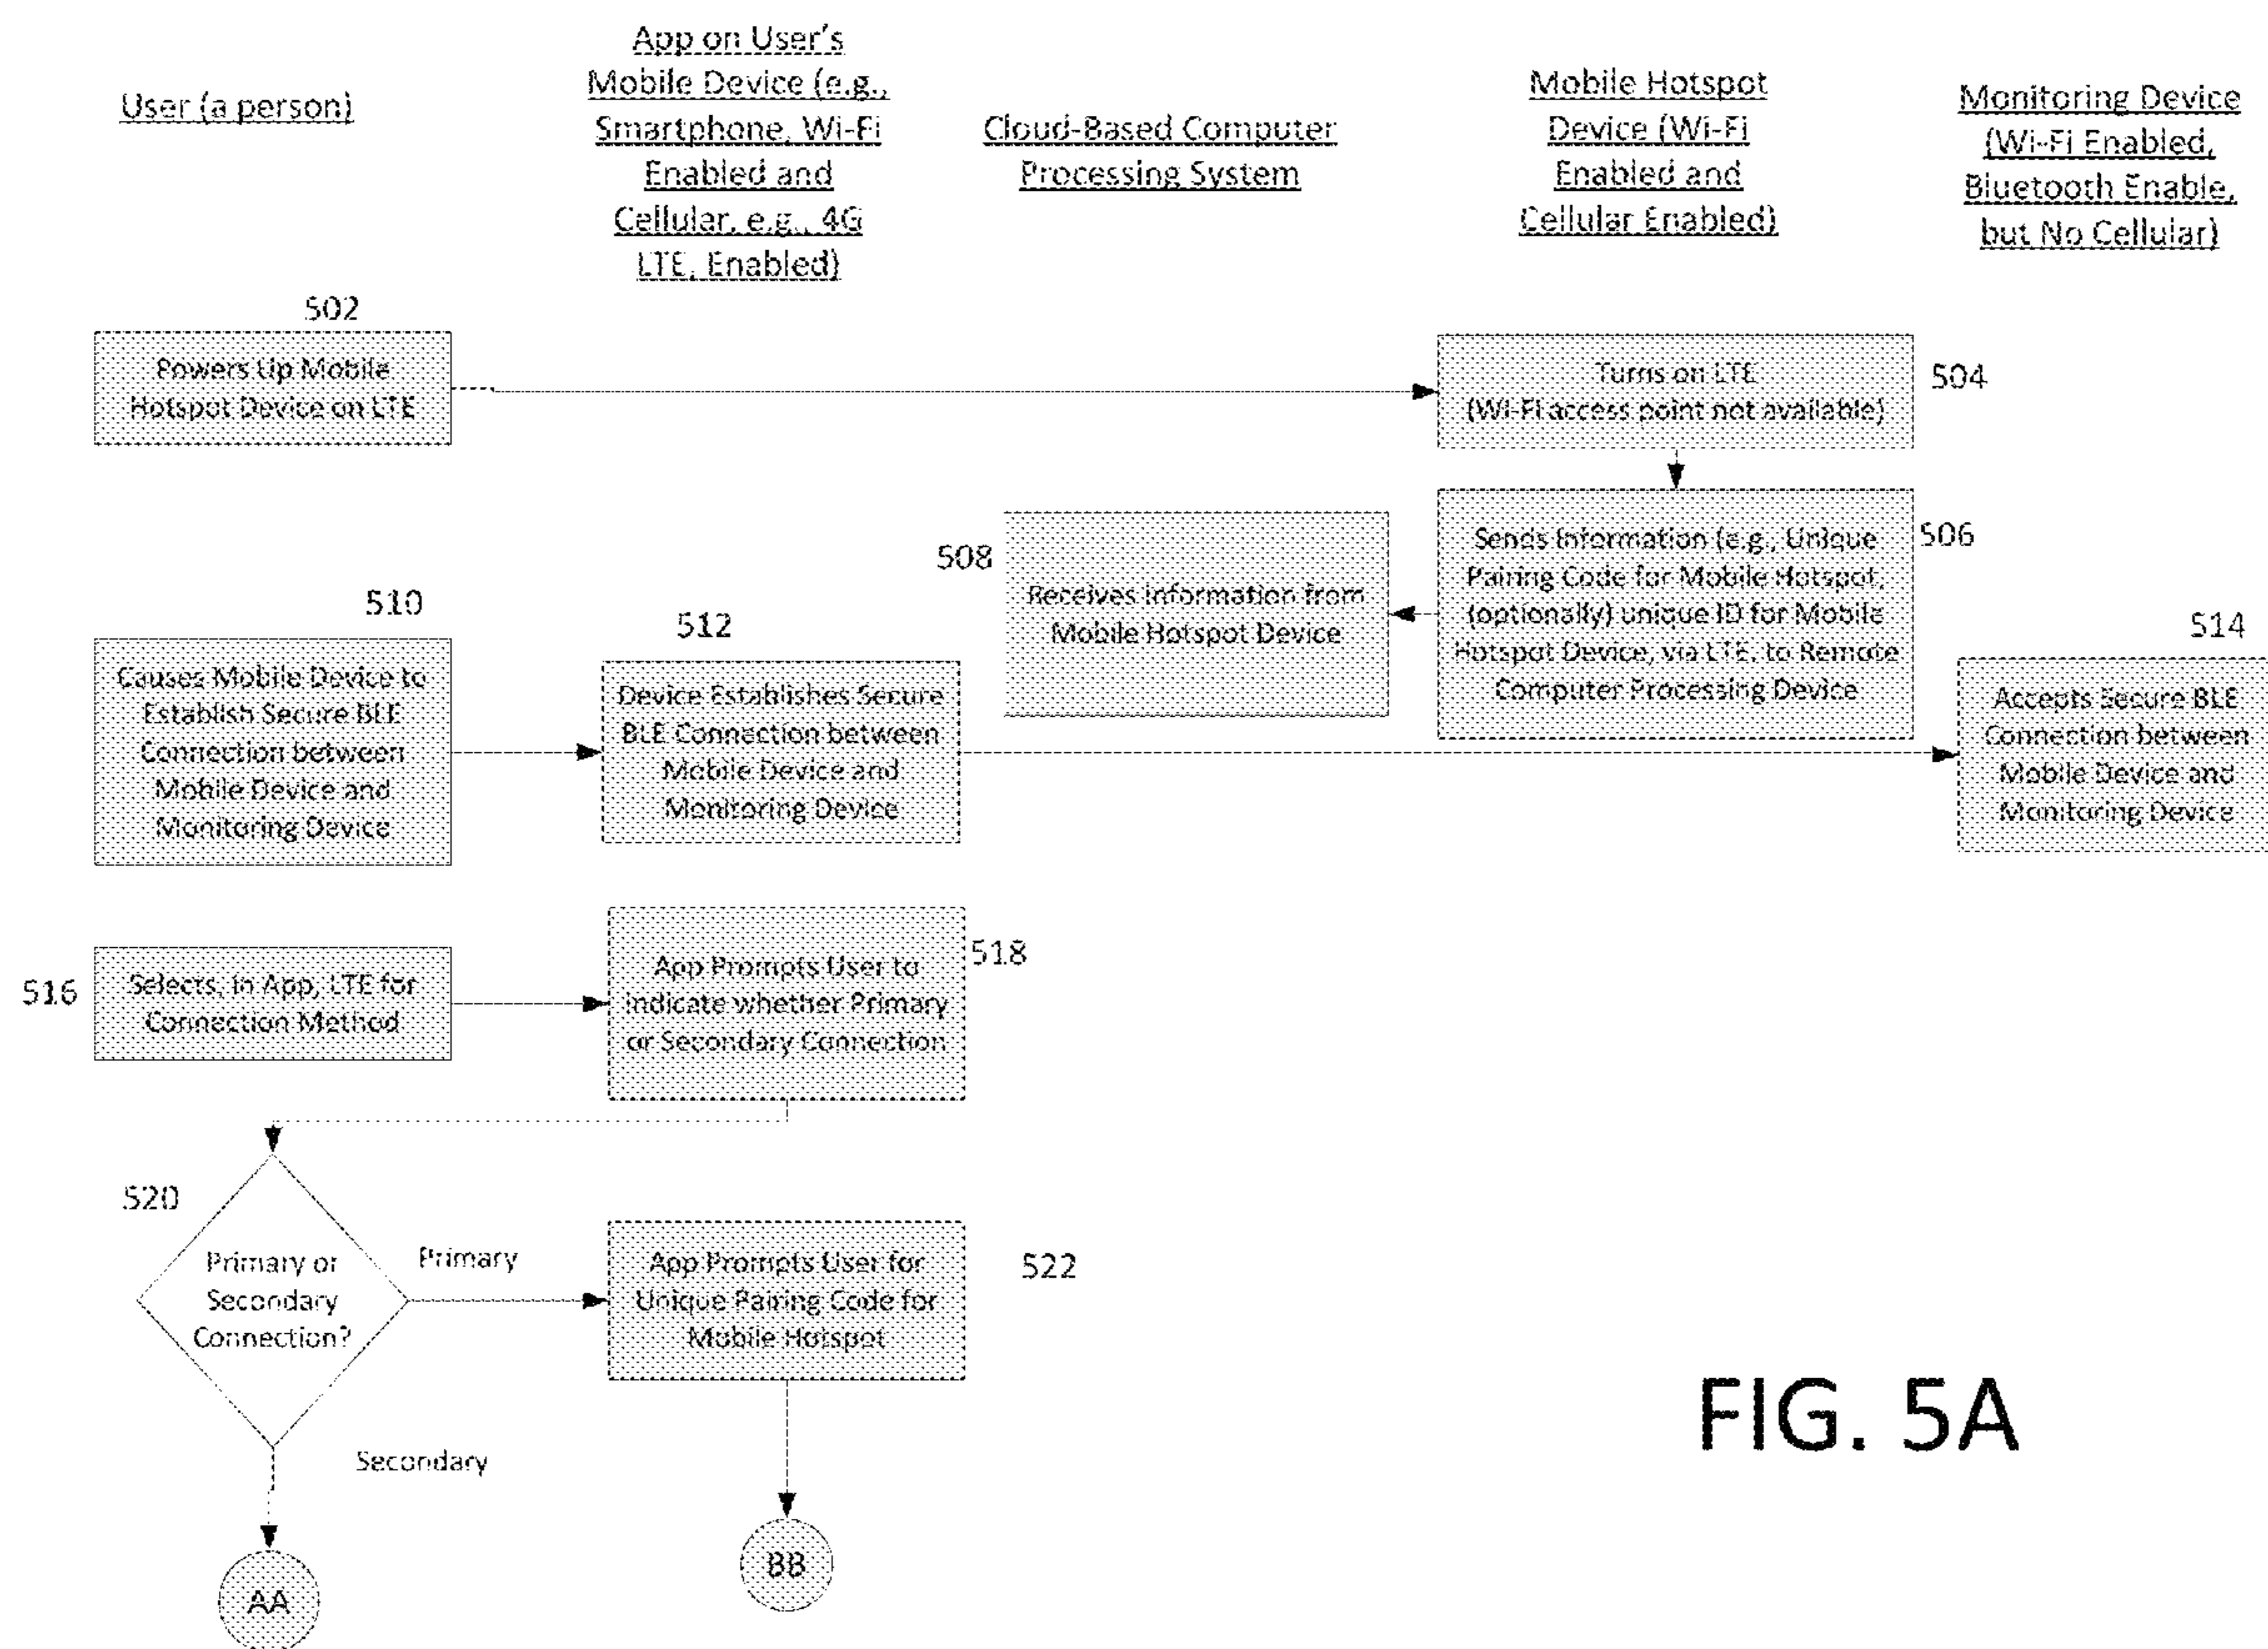 User (a person)
App on User's
Mobile Device (e.g.,
Smartphone, Wi-Fi
Enabled and
Cellular, e.g., 4G
LTE, Enabled)
Cloud-Based Computer
Processing System
Mobile Hotspot
Device (Wi-Fi
Enabled and
Cellular Enabled)
Monitoring Device
(Wi-Fi Enabled,
Bluetooth Enable,
but No Cellular)
502
Powers Up Mobile
Hotspot Device on LTE
Turns on LTE
(Wi-Fi access point not available)
504
508
Receives Information from
Mobile Hotspot Device
Sends Information (e.g., Unique
Pairing Code for Mobile Hotspot,
(optionally) unique ID for Mobile
Hotspot Device, via LTE, to Remote
Computer Processing Device
506
510
Causes Mobile Device to
Establish Secure BLE
Connection between
Mobile Device and
Monitoring Device
512
Device Establishes Secure
BLE Connection between
Mobile Device and
Monitoring Device
514
Accepts Secure BLE
Connection between
Mobile Device and
Monitoring Device
516
Selects, in App, LTE for
Connection Method
App Prompts User to
indicate whether Primary
or Secondary Connection
518
520
Primary or
Secondary
Connection?
Primary
App Prompts User for
Unique Pairing Code for
Mobile Hotspot
522
Secondary
AA
BB
FIG. 5A